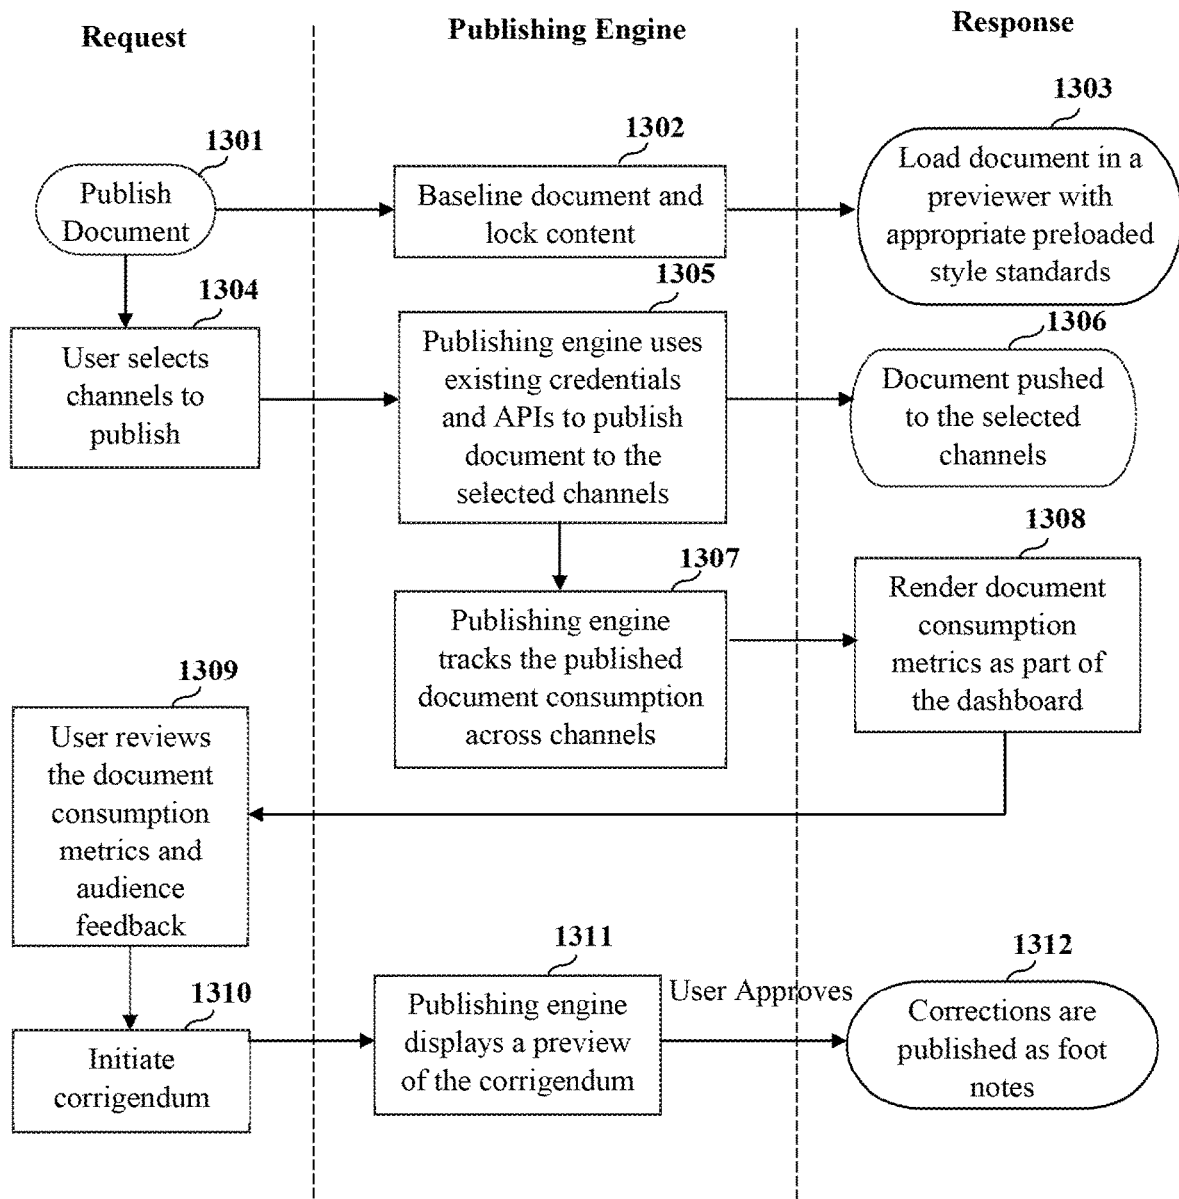 Request
Publishing Engine
Response
1301
Publish
Document
1302
Baseline document and
lock content
1303
Load document in a
previewer with
appropriate preloaded
style standards
1304
User selects
channels to
publish
1305
Publishing engine uses
existing credentials
and APIs to publish
document to the
selected channels
1306
Document pushed
to the selected
channels
1307
Publishing engine
tracks the published
document consumption
across channels
1308
Render document
consumption
metrics as part of
the dashboard
1309
User reviews
the document
consumption
metrics and
audience
feedback
1310
Initiate
corrigendum
1311
Publishing engine
displays a preview
of the corrigendum
User Approves
1312
Corrections are
published as foot
notes